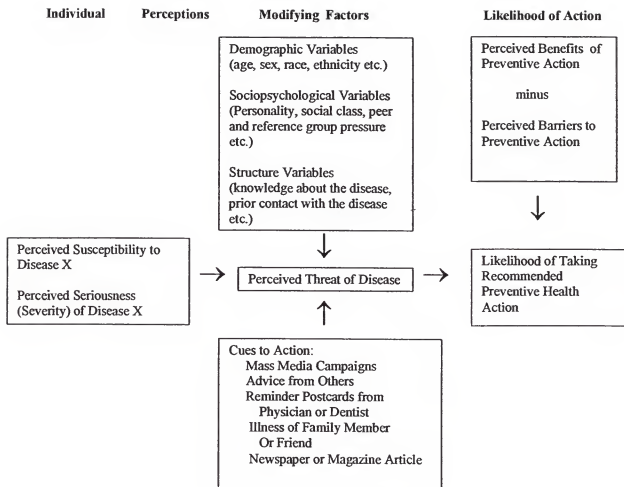 Individual Perceptions Modifying Factors Likelihood of Action
Demographic Variables
(age, sex, race, ethnicity etc.)
Sociopsychological Variables
(Personality, social class, peer
and reference group pressure
etc.)
Structure Variables
(knowledge about the disease,
prior contact with the disease
etc.)
Perceived Benefits of
Preventive Action
minus
Perceived Barriers to
Preventive Action
Perceived Susceptibility to
Disease X
Perceived Seriousness
(Severity) of Disease X
Perceived Threat of Disease
Likelihood of Taking
Recommended
Preventive Health
Action
Cues to Action:
Mass Media Campaigns
Advice from Others
Reminder Postcards from
Physician or Dentist
Illness of Family Member
Or Friend
Newspaper or Magazine Article